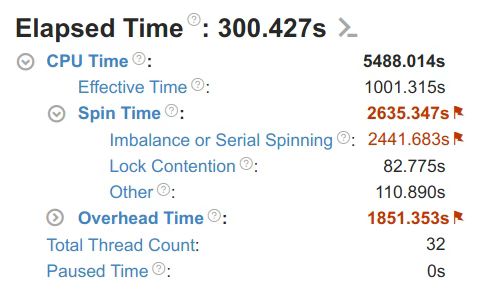 Elapsed Time ?: 300.427s
CPU Time ?: 5488.014s
Effective Time ?: 1001.315s
Spin Time ?: 2635.347s
Imbalance or Serial Spinning ?: 2441.683s
Lock Contention ?: 82.775s
Other ?: 110.890s
Overhead Time ?: 1851.353s
Total Thread Count: 32
Paused Time ?: 0s